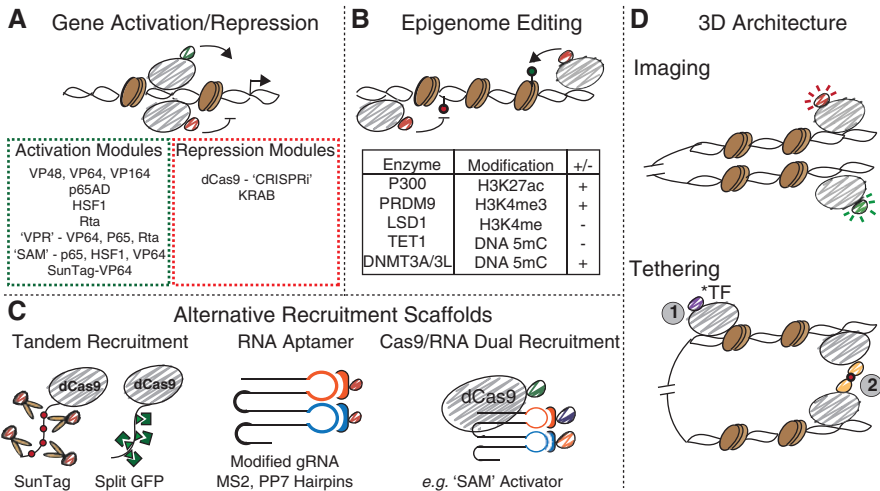 A Gene Activation/Repression
Activation Modules
VP48, VP64, VP164
p65AD
HSF1
Rta
'VPR' - VP64, P65, Rta
'SAM' - p65, HSF1, VP64
SunTag-VP64
Repression Modules
dCas9 - 'CRISPRi'
KRAB
B Epigenome Editing
Enzyme Modification +/-
P300 H3K27ac +
PRDM9 H3K4me3 +
LSD1 H3K4me -
TET1 DNA 5mC -
DNMT3A/3L DNA 5mC +
C Alternative Recruitment Scaffolds
Tandem Recruitment
dCas9
dCas9
SunTag
Split GFP
RNA Aptamer
Modified gRNA
MS2, PP7 Hairpins
Cas9/RNA Dual Recruitment
dCas9
e.g. 'SAM' Activator
D 3D Architecture
Imaging
Tethering
*TF
1
2